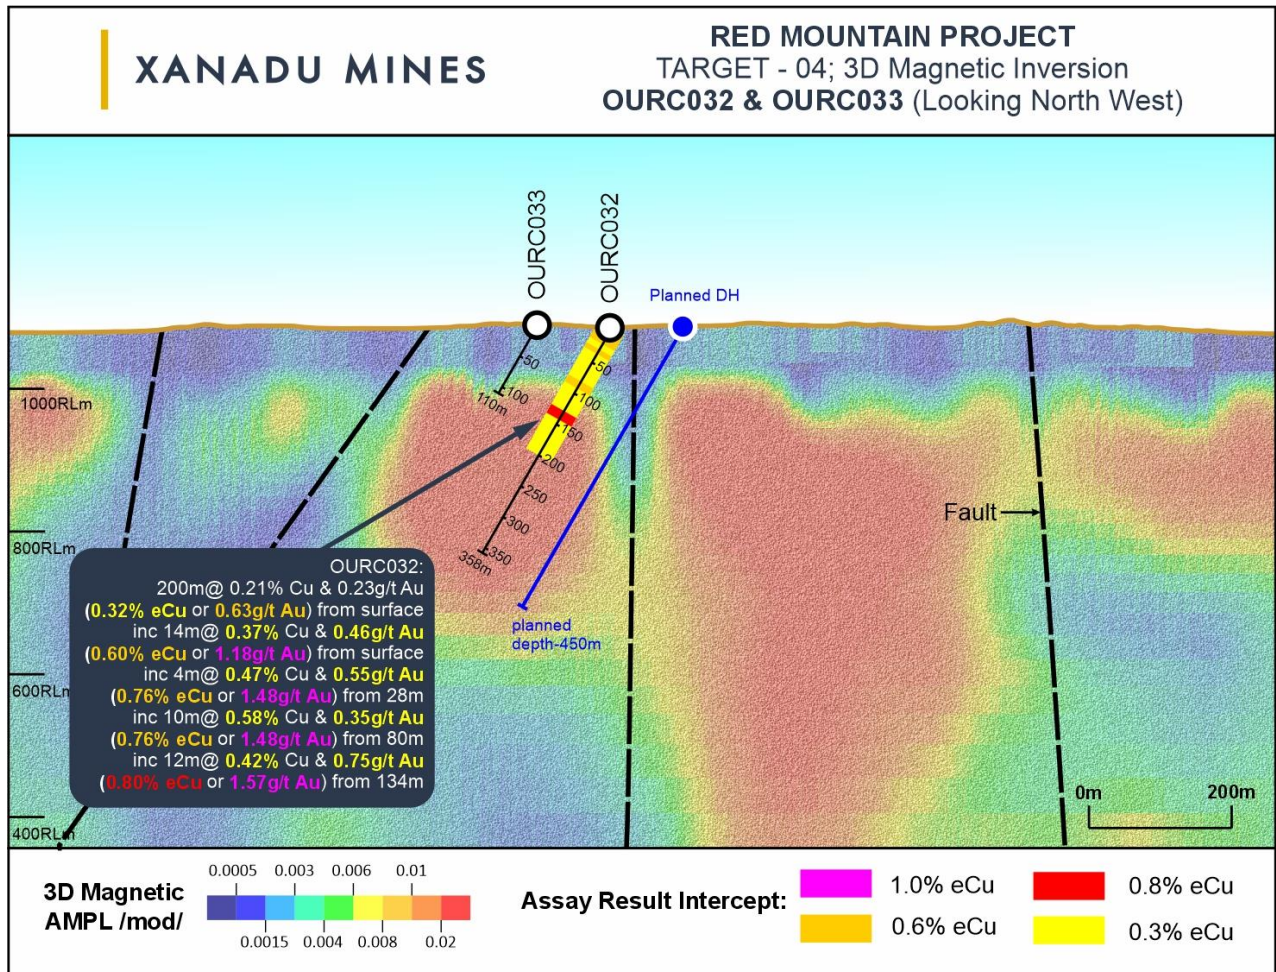 XANADU MINES
RED MOUNTAIN PROJECT
TARGET - 04; 3D Magnetic Inversion
OURC032 & OURC033 (Looking North West)
OURC033
OURC032
Planned DH
50
100
110m
50
100
150
200
250
300
350
358m
planned
depth-450m
Fault
1000RLm
800RLm
600RLm
400RLm
OURC032:
200m@ 0.21% Cu & 0.23g/t Au
(0.32% eCu or 0.63g/t Au) from surface
inc 14m@ 0.37% Cu & 0.46g/t Au
(0.60% eCu or 1.18g/t Au) from surface
inc 4m@ 0.47% Cu & 0.55g/t Au
(0.76% eCu or 1.48g/t Au) from 28m
inc 10m@ 0.58% Cu & 0.35g/t Au
(0.76% eCu or 1.48g/t Au) from 80m
inc 12m@ 0.42% Cu & 0.75g/t Au
(0.80% eCu or 1.57g/t Au) from 134m
0m 200m
3D Magnetic
AMPL /mod/
0.0005 0.003 0.006 0.01
0.0015 0.004 0.008 0.02
Assay Result Intercept:
1.0% eCu 0.8% eCu
0.6% eCu 0.3% eCu